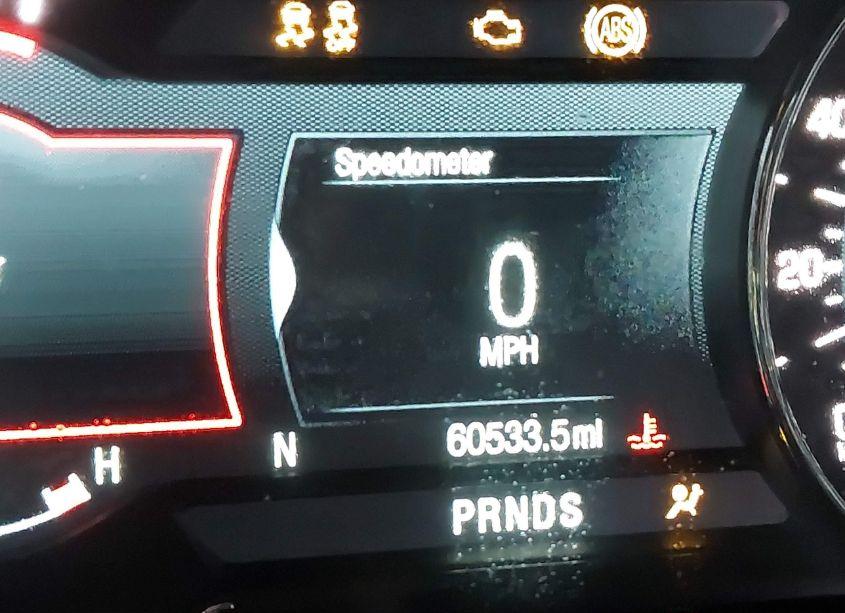 ABS
Speedometer
40
0
20
MPH
60533.5mi
H
N
PRNDS